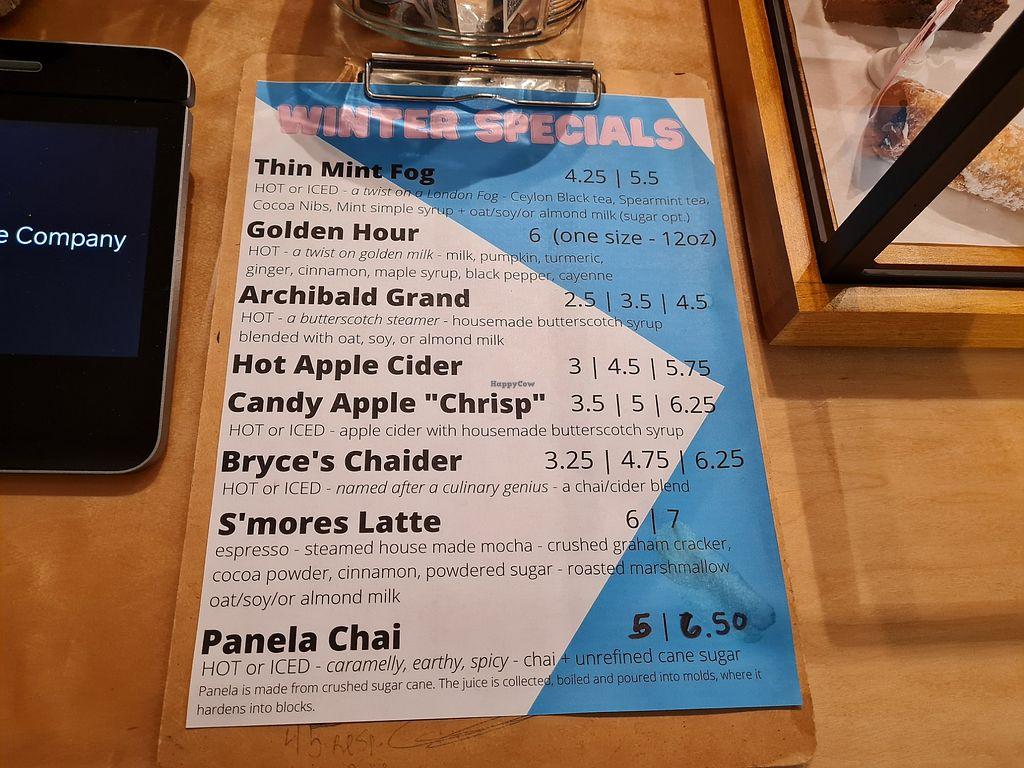 WINTER SPECIALS
Thin Mint Fog 4.25 | 5.5
HOT or ICED - a twist on a London Fog - Ceylon Black tea, Spearmint tea,
Cocoa Nibs, Mint simple syrup + oat/soy/or almond milk (sugar opt.)
Golden Hour 6 (one size - 12oz)
HOT - a twist on golden milk - milk, pumpkin, turmeric,
ginger, cinnamon, maple syrup, black pepper, cayenne
Archibald Grand 2.5 | 3.5 | 4.5
HOT - a butterscotch steamer - housemade butterscotch syrup
blended with oat, soy, or almond milk
Hot Apple Cider 3 | 4.5 | 5.75
HappyCow
Candy Apple "Chrisp" 3.5 | 5 | 6.25
HOT or ICED - apple cider with housemade butterscotch syrup
Bryce's Chaider 3.25 | 4.75 | 6.25
HOT or ICED - named after a culinary genius - a chai/cider blend
S'mores Latte 6 | 7
espresso - steamed house made mocha - crushed graham cracker,
cocoa powder, cinnamon, powdered sugar - roasted marshmallow
oat/soy/or almond milk
Panela Chai 5 | 6.50
HOT or ICED - caramelly, earthy, spicy - chai + unrefined cane sugar
Panela is made from crushed sugar cane. The juice is collected, boiled and poured into molds, where it
hardens into blocks.
e Company